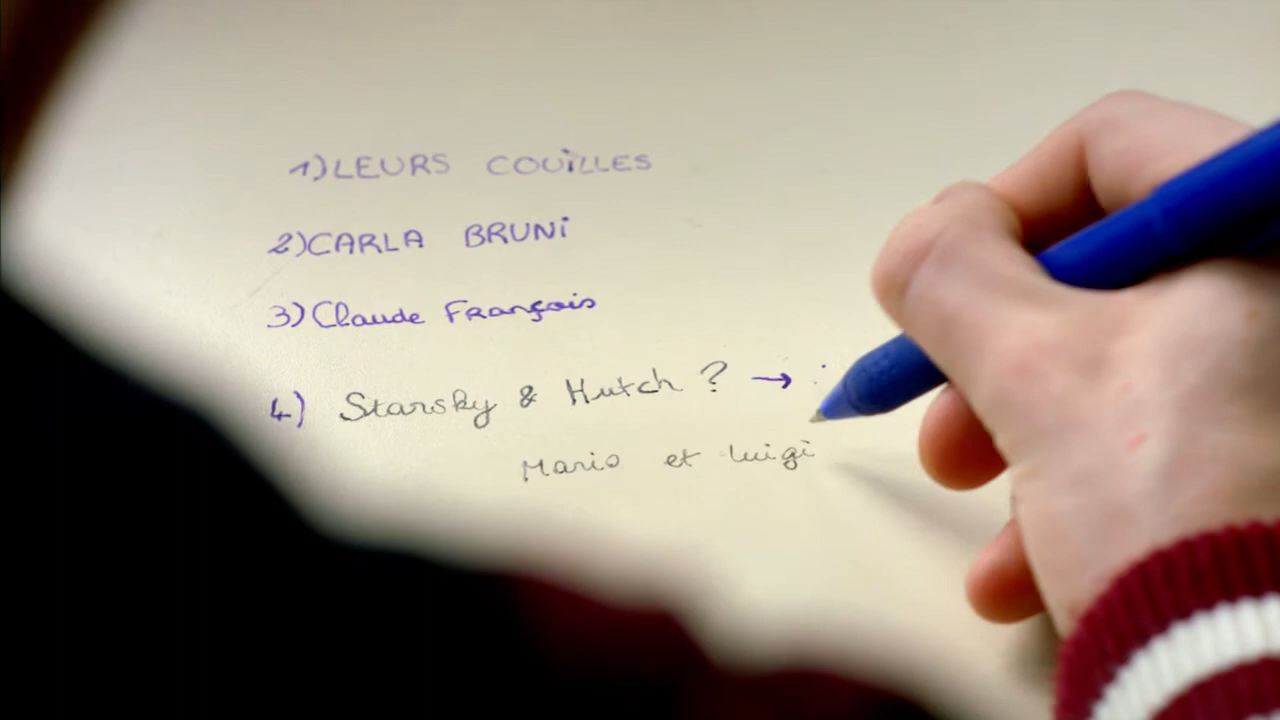 1) LEURS COUiLLES
2) CARLA BRUNi
3) Claude François
4) Starsky & Hutch ? → :
Mario et Luigi